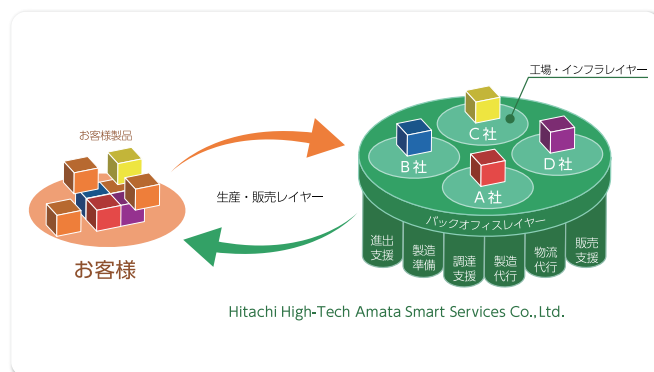 工場・インフラレイヤー
お客様製品
C社
B社
D社
A社
生産・販売レイヤー
バックオフィスレイヤー
お客様
進出
支援
製造
準備
調達
支援
製造
代行
物流
代行
販売
支援
Hitachi High-Tech Amata Smart Services Co., Ltd.